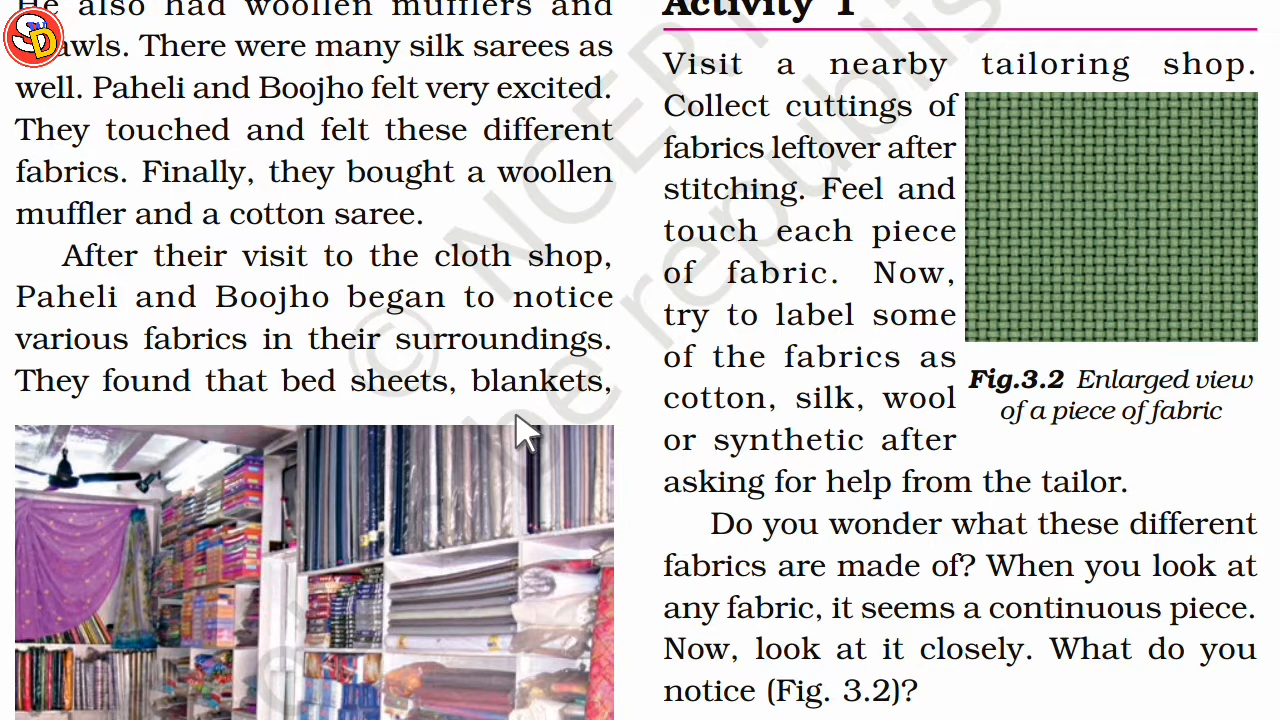 He also had woollen mufflers and
awls. There were many silk sarees as
well. Paheli and Boojho felt very excited.
They touched and felt these different
fabrics. Finally, they bought a woollen
muffler and a cotton saree.
After their visit to the cloth shop,
Paheli and Boojho began to notice
various fabrics in their surroundings.
They found that bed sheets, blankets,
Activity 1
Visit a nearby tailoring shop.
Collect cuttings of
fabrics leftover after
stitching. Feel and
touch each piece
of fabric. Now,
try to label some
of the fabrics as
cotton, silk, wool
or synthetic after
asking for help from the tailor.
Fig.3.2 Enlarged view
of a piece of fabric
Do you wonder what these different
fabrics are made of? When you look at
any fabric, it seems a continuous piece.
Now, look at it closely. What do you
notice (Fig. 3.2)?
SD
© NCERT
be republis